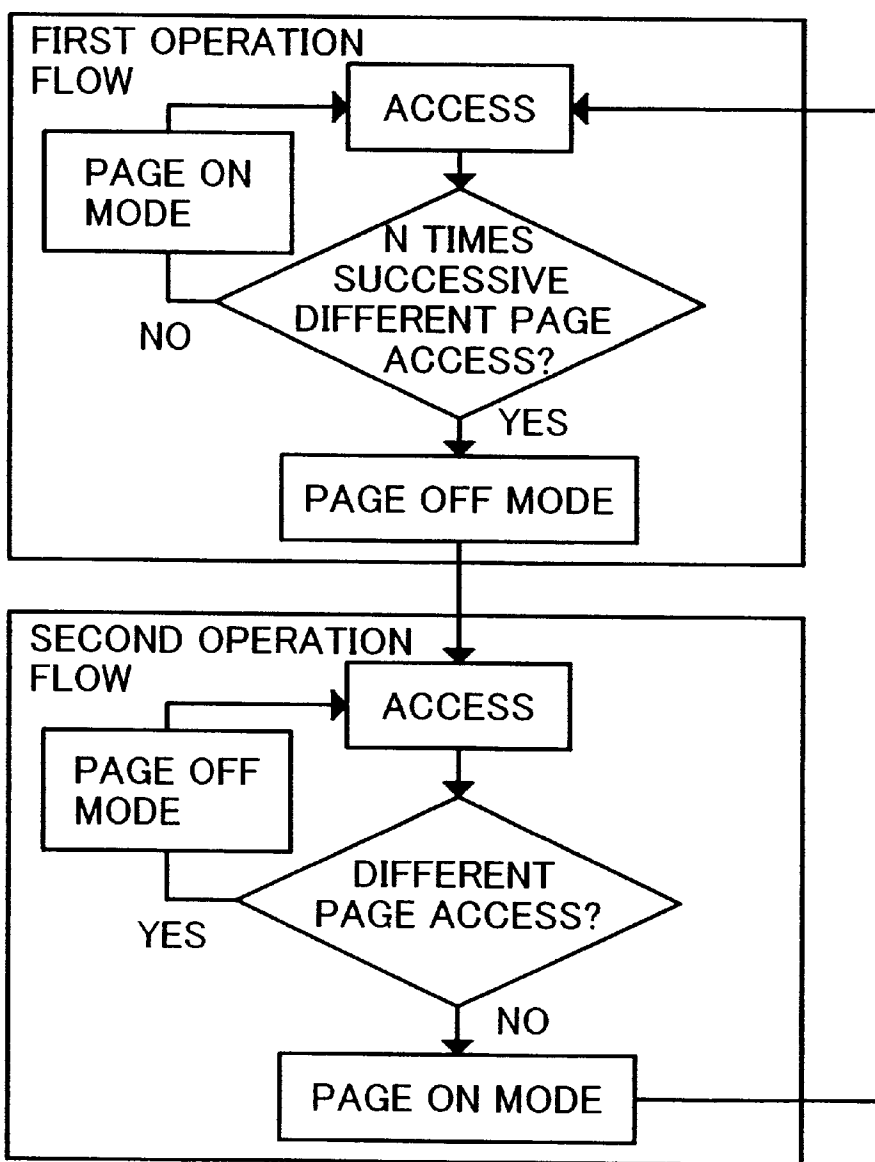 FIRST OPERATION
FLOW
ACCESS
PAGE ON
MODE
N TIMES
SUCCESSIVE
DIFFERENT PAGE
ACCESS?
NO
YES
PAGE OFF MODE
SECOND OPERATION
FLOW
ACCESS
PAGE OFF
MODE
DIFFERENT
PAGE ACCESS?
YES
NO
PAGE ON MODE